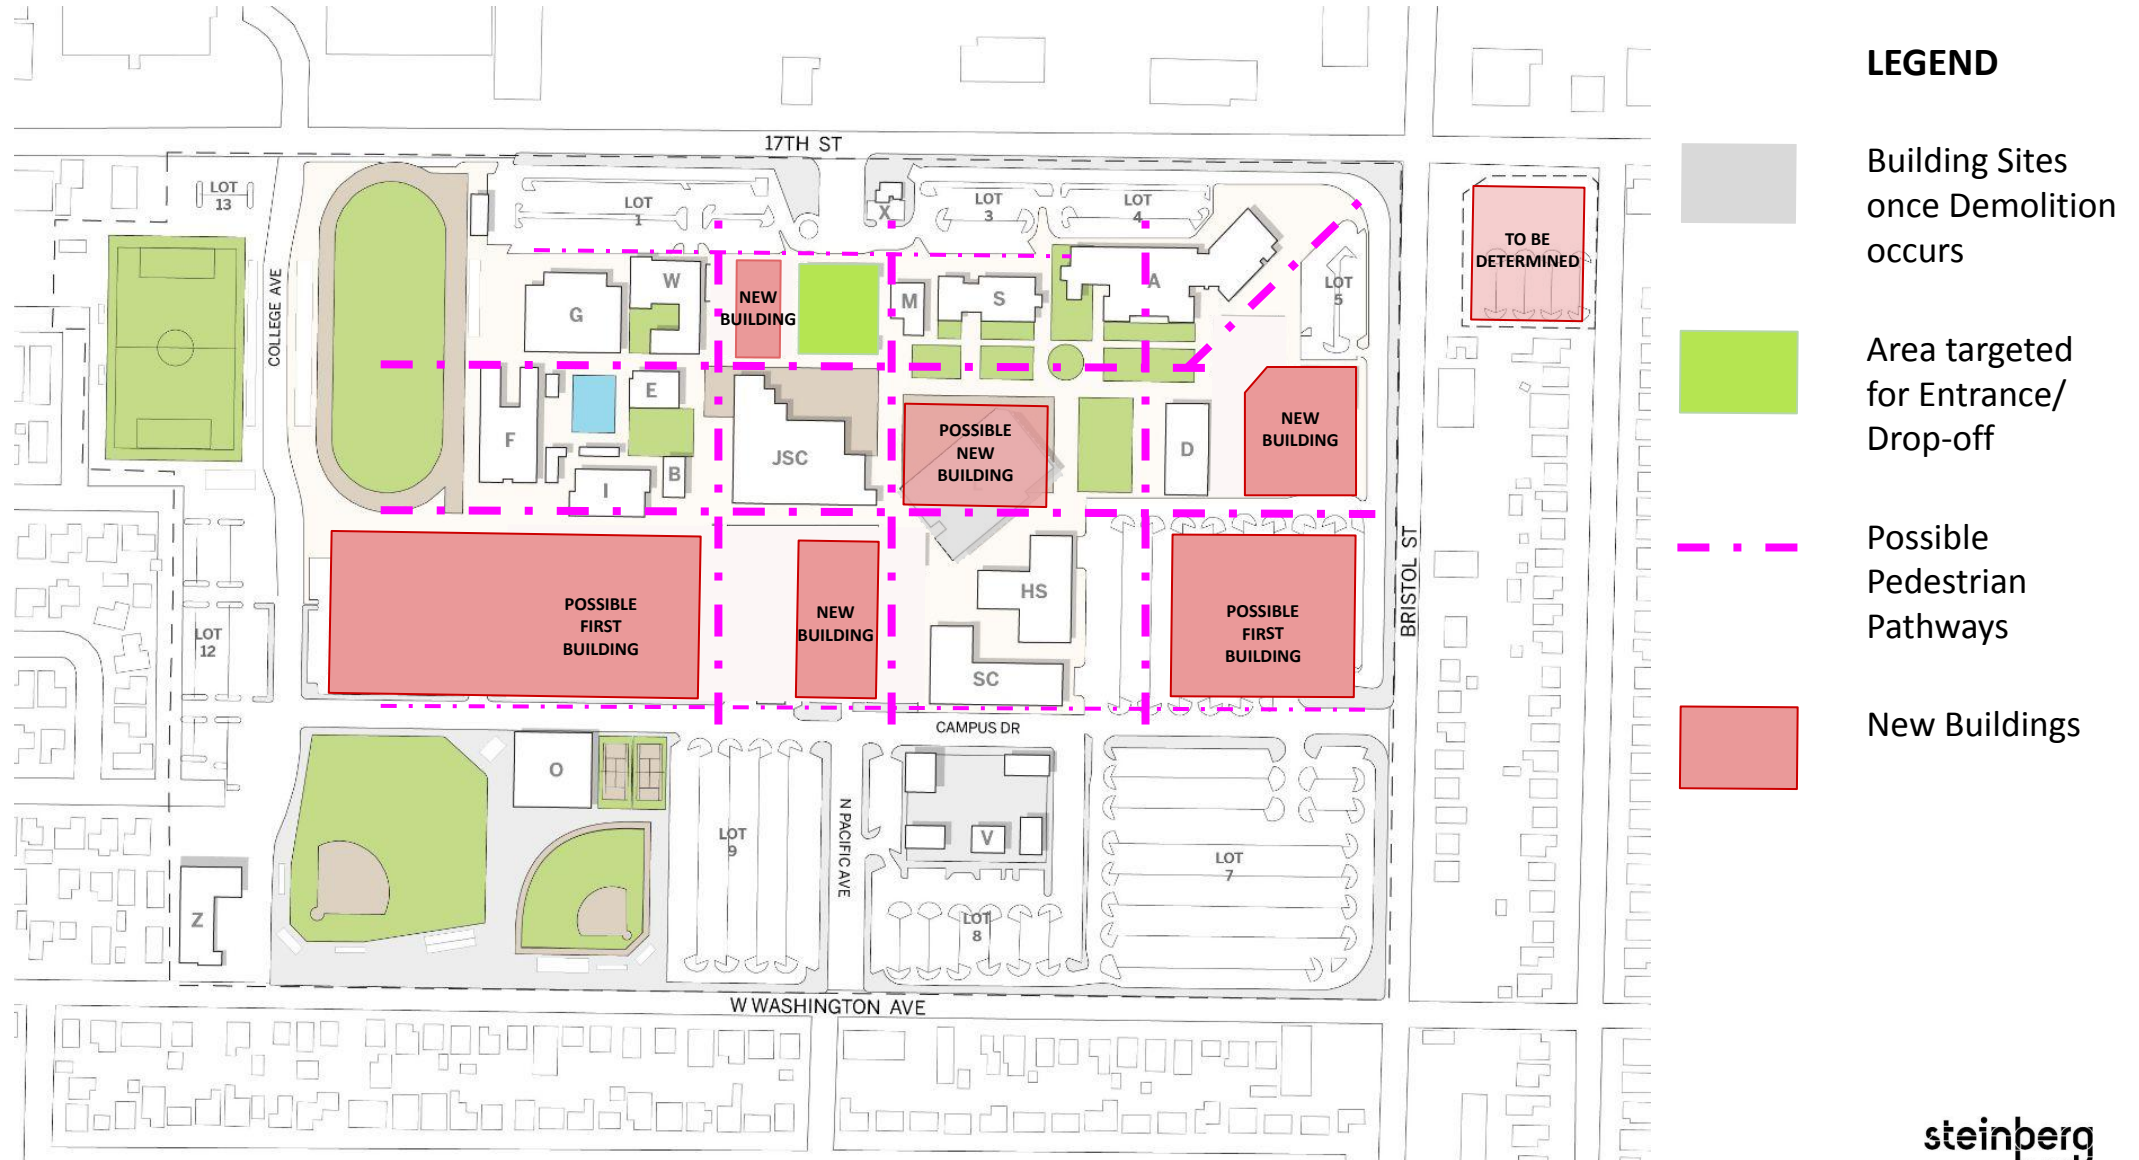 LEGEND
Building Sites
once Demolition
occurs
Area targeted
for Entrance/
Drop-off
Possible
Pedestrian
Pathways
New Buildings
17TH ST
LOT
13
LOT
1
X
LOT
3
LOT
4
LOT
5
TO BE
DETERMINED
COLLEGE AVE
G
W
NEW
BUILDING
M
S
A
F
E
B
I
JSC
POSSIBLE
NEW
BUILDING
D
NEW
BUILDING
BRISTOL ST
LOT
12
POSSIBLE
FIRST
BUILDING
NEW
BUILDING
HS
SC
POSSIBLE
FIRST
BUILDING
CAMPUS DR
O
LOT
9
N PACIFIC AVE
V
LOT
8
LOT
7
Z
W WASHINGTON AVE
steinberg